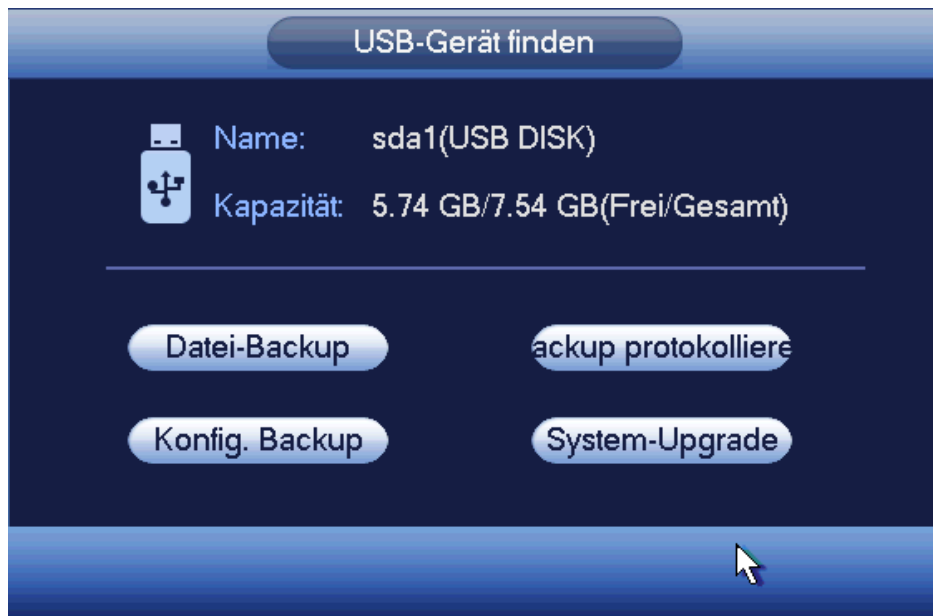 USB-Gerät finden
Name: sda1(USB DISK)
Kapazität: 5.74 GB/7.54 GB(Frei/Gesamt)
Datei-Backup ackup protokolliere
Konfig. Backup System-Upgrade